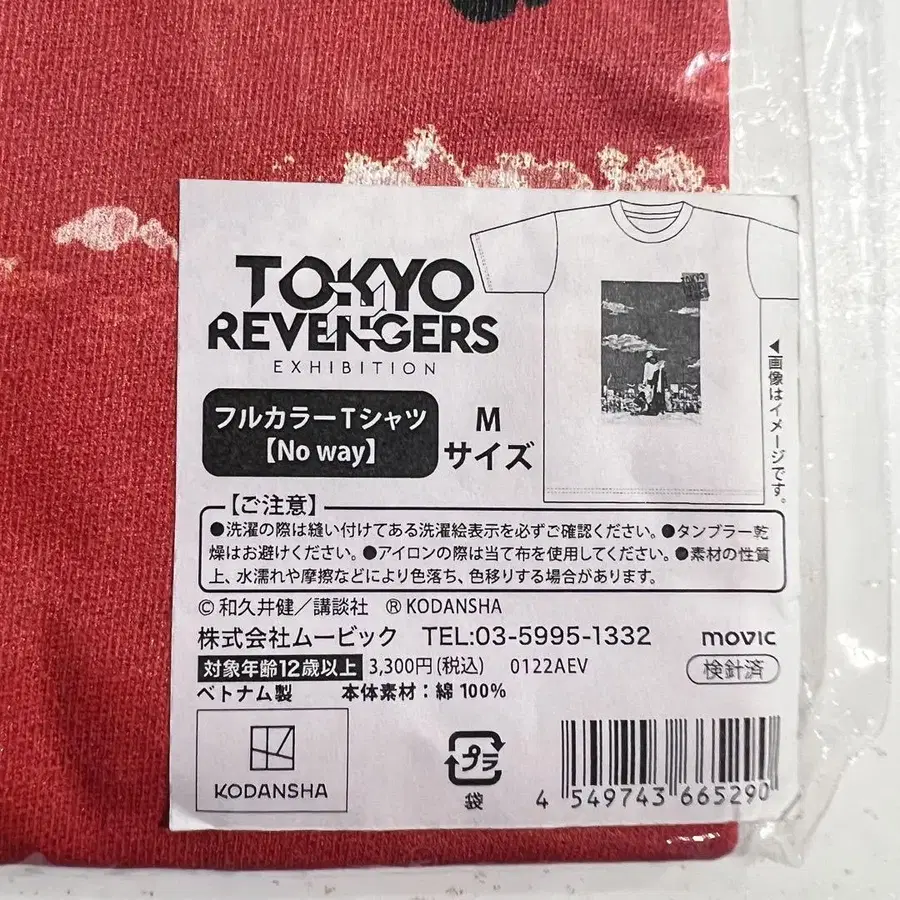 TOKYO
REVENGERS
EXHIBITION
フルカラーTシャツ
【No way】
M
サイズ
◀画像はイメージです。
【ご注意】
●洗濯の際は縫い付けてある洗濯絵表示を必ずご確認ください。●タンブラー乾
燥はお避けください。●アイロンの際は当て布を使用してください。●素材の性質
上、水濡れや摩擦などにより色落ち、色移りする場合があります。
© 和久井健／講談社 ® KODANSHA
株式会社ムービック TEL:03-5995-1332
movic
対象年齢12歳以上 3,300円(税込) 0122AEV
検針済
ベトナム製 本体素材：綿 100%
KODANSHA
プラ
袋
4 549743 665290